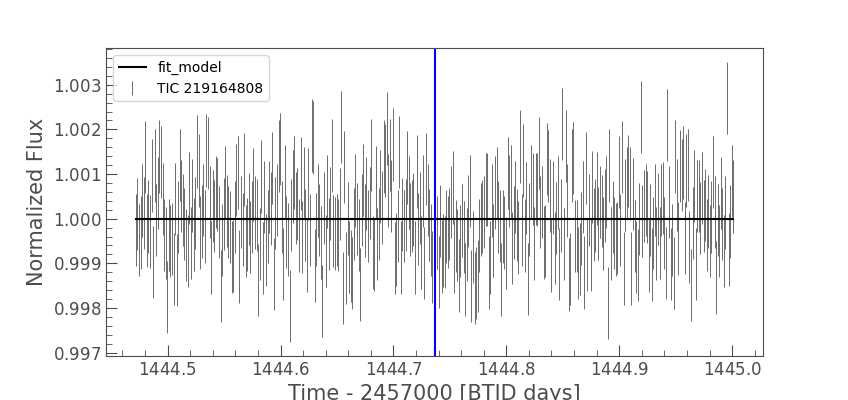 fit_model
TIC 219164808
1.003
1.002
1.001
1.000
0.999
0.998
0.997
Normalized Flux
1444.5 1444.6 1444.7 1444.8 1444.9 1445.0
Time - 2457000 [BTJD days]